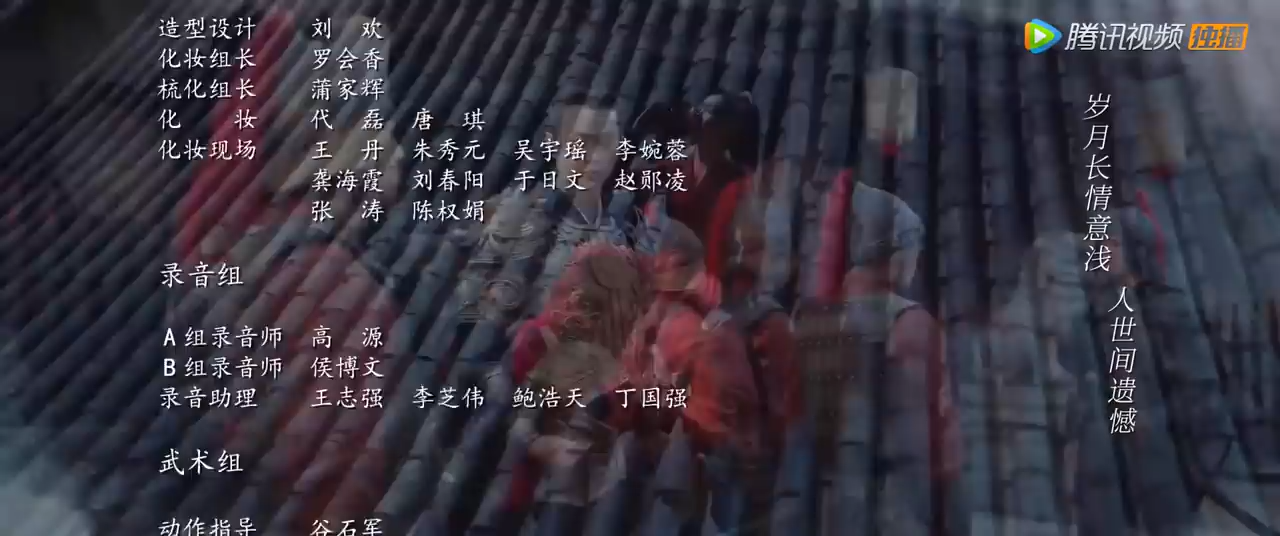 造型设计 刘 欢
化妆组长 罗会香
梳化组长 蒲家辉
化 妆 代 磊 唐 琪
化妆现场 王 丹 朱秀元 吴宇瑶 李婉蓉
龚海霞 刘春阳 于日文 赵郧凌
张 涛 陈权娟
录音组
A组录音师 高 源
B组录音师 侯博文
录音助理 王志强 李芝伟 鲍浩天 丁国强
武术组
动作指导 谷石军
腾讯视频 独播
岁月长情意浅
人世间遗憾